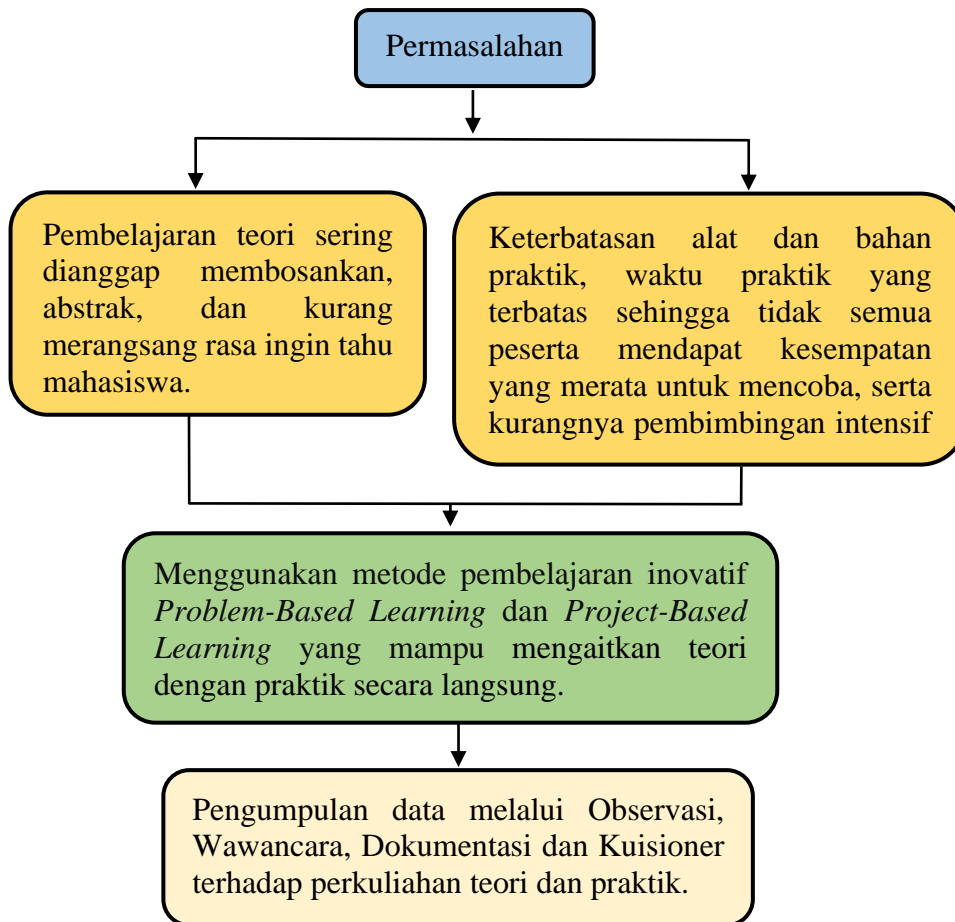 Permasalahan
Pembelajaran teori sering
dianggap membosankan,
abstrak, dan kurang
merangsang rasa ingin tahu
mahasiswa.
Keterbatasan alat dan bahan
praktik, waktu praktik yang
terbatas sehingga tidak semua
peserta mendapat kesempatan
yang merata untuk mencoba, serta
kurangnya pembimbingan intensif
Menggunakan metode pembelajaran inovatif
Problem-Based Learning dan Project-Based
Learning yang mampu mengaitkan teori
dengan praktik secara langsung.
Pengumpulan data melalui Observasi,
Wawancara, Dokumentasi dan Kuisioner
terhadap perkuliahan teori dan praktik.